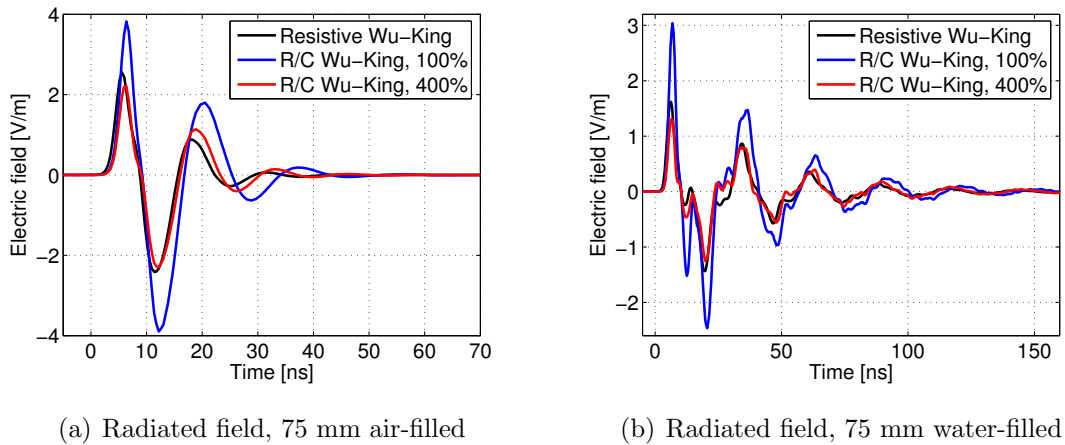 4
2
0
−2
−4
Electric field [V/m]
0 10 20 30 40 50 60 70
Time [ns]
Resistive Wu−King
R/C Wu−King, 100%
R/C Wu−King, 400%
(a) Radiated field, 75 mm air-filled
3
2
1
0
−1
−2
Electric field [V/m]
0 50 100 150
Time [ns]
Resistive Wu−King
R/C Wu−King, 100%
R/C Wu−King, 400%
(b) Radiated field, 75 mm water-filled